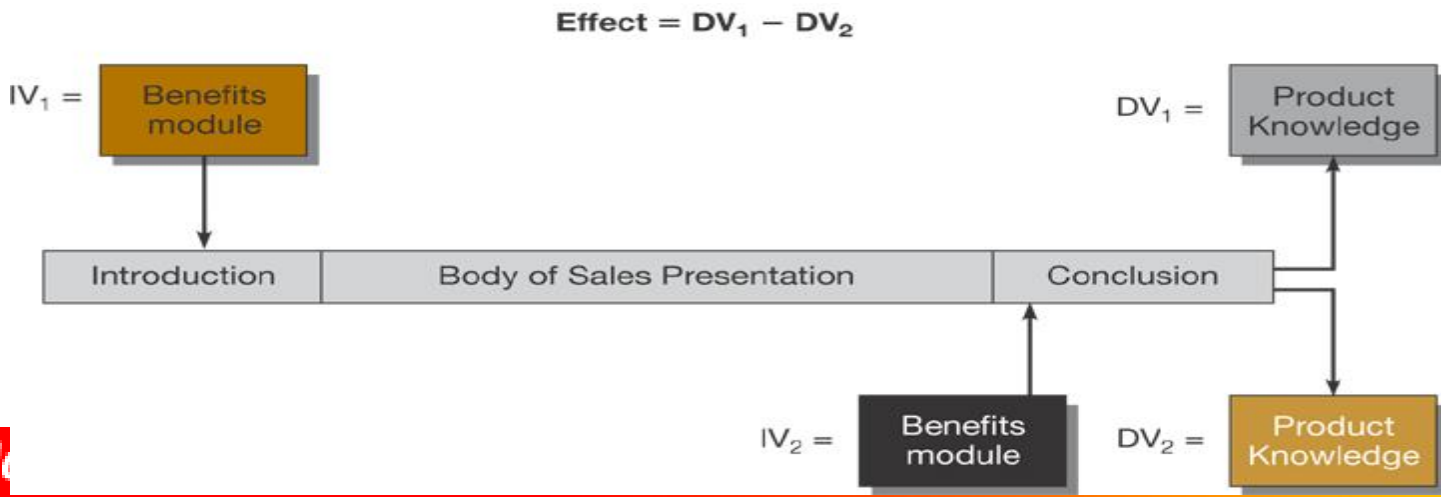 Effect = DV₁ − DV₂
IV₁ =
Benefits
module
DV₁ =
Product
Knowledge
Introduction
Body of Sales Presentation
Conclusion
IV₂ =
Benefits
module
DV₂ =
Product
Knowledge